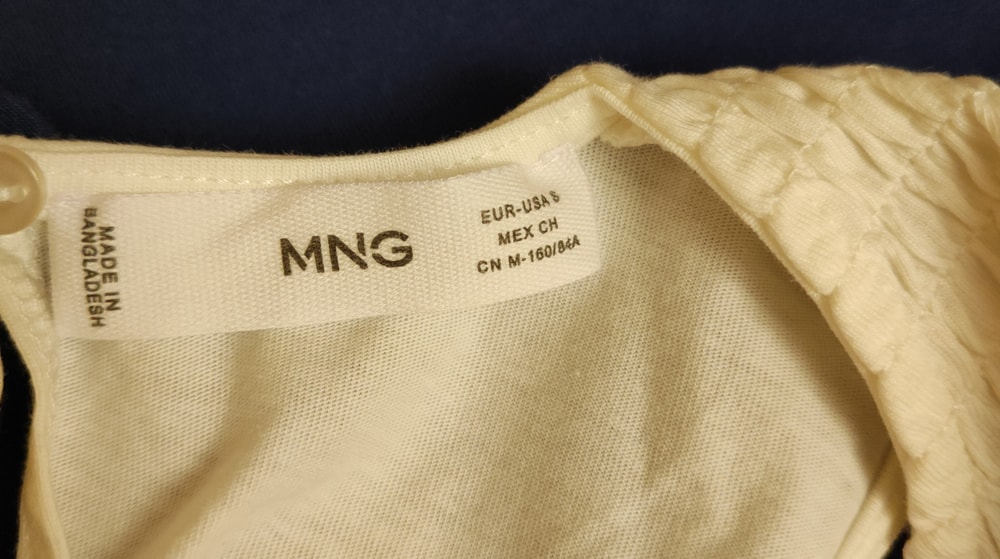 MADE IN
BANGLADESH
MNG
EUR-USA S
MEX CH
CN M-160/84A